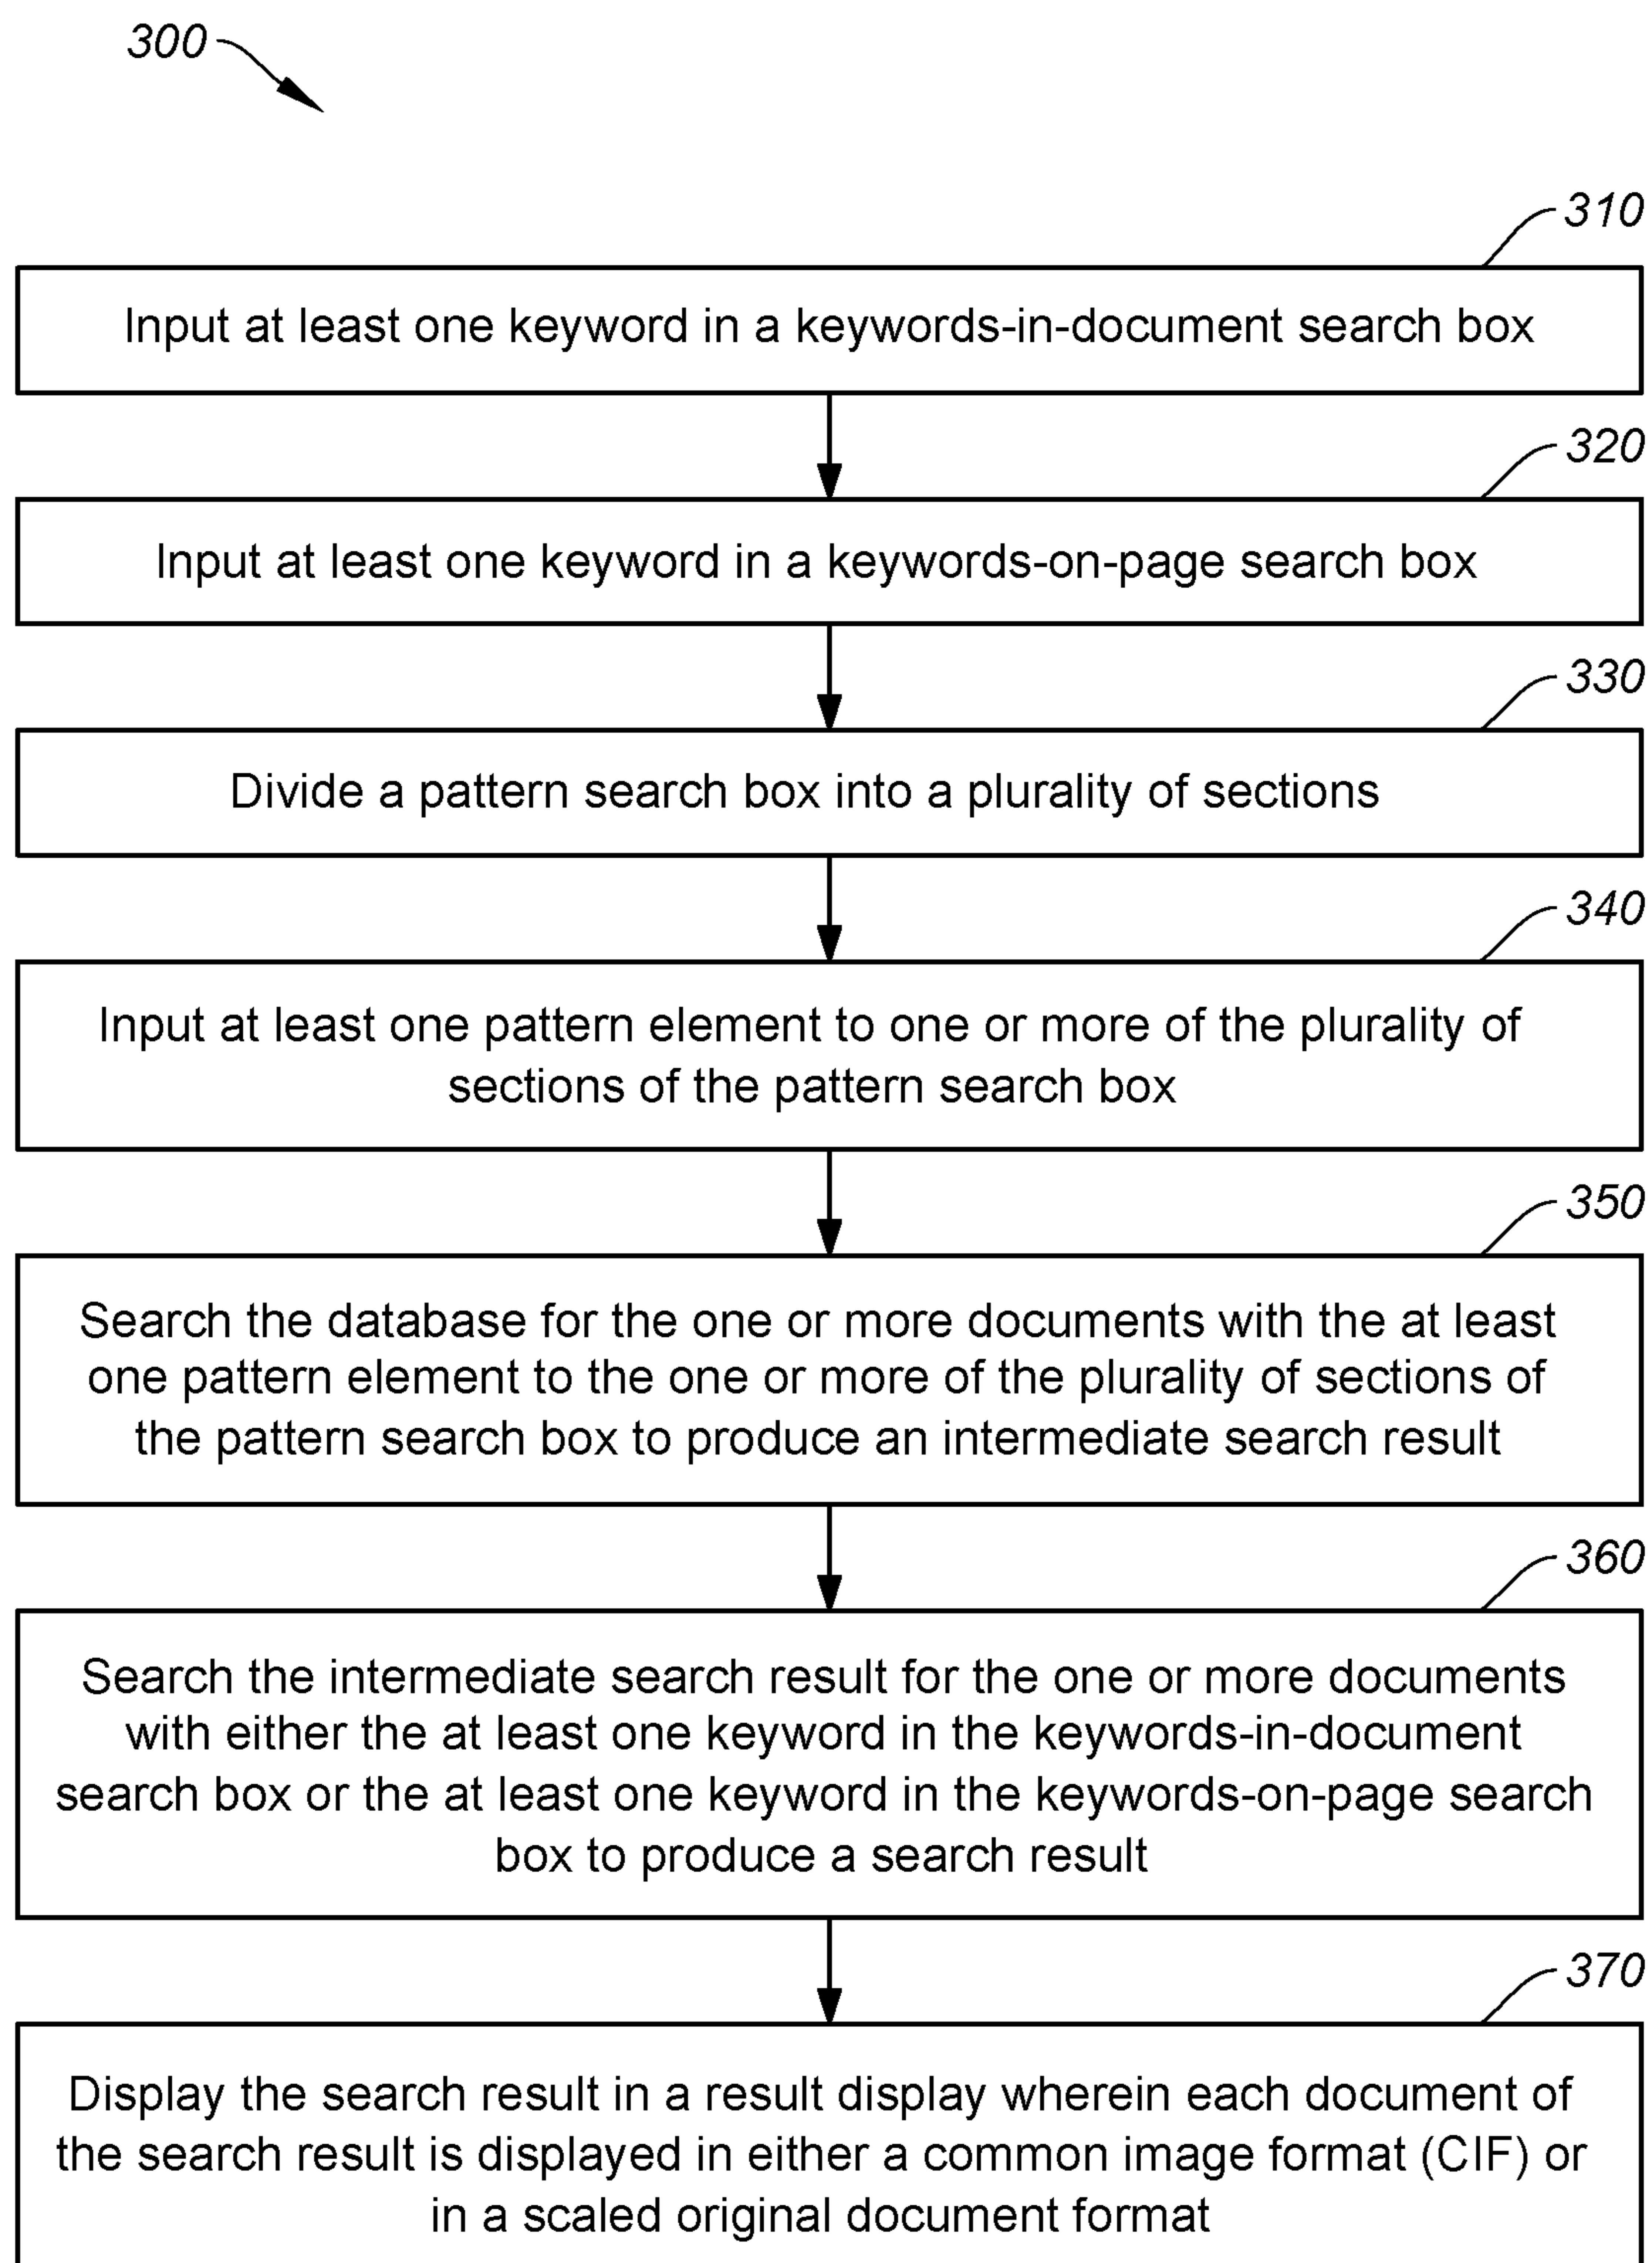 300
310
Input at least one keyword in a keywords-in-document search box
320
Input at least one keyword in a keywords-on-page search box
330
Divide a pattern search box into a plurality of sections
340
Input at least one pattern element to one or more of the plurality of
sections of the pattern search box
350
Search the database for the one or more documents with the at least
one pattern element to the one or more of the plurality of sections of
the pattern search box to produce an intermediate search result
360
Search the intermediate search result for the one or more documents
with either the at least one keyword in the keywords-in-document
search box or the at least one keyword in the keywords-on-page search
box to produce a search result
370
Display the search result in a result display wherein each document of
the search result is displayed in either a common image format (CIF) or
in a scaled original document format